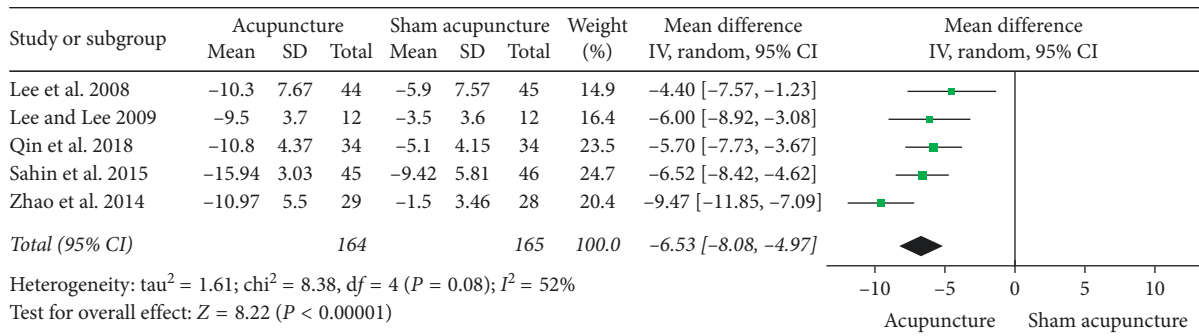 Study or subgroup Acupuncture Sham acupuncture Weight (%) Mean difference IV, random, 95% CI Mean difference IV, random, 95% CI
Mean SD Total Mean SD Total
Lee et al. 2008 –10.3 7.67 44 –5.9 7.57 45 14.9 –4.40 [–7.57, –1.23]
Lee and Lee 2009 –9.5 3.7 12 –3.5 3.6 12 16.4 –6.00 [–8.92, –3.08]
Qin et al. 2018 –10.8 4.37 34 –5.1 4.15 34 23.5 –5.70 [–7.73, –3.67]
Sahin et al. 2015 –15.94 3.03 45 –9.42 5.81 46 24.7 –6.52 [–8.42, –4.62]
Zhao et al. 2014 –10.97 5.5 29 –1.5 3.46 28 20.4 –9.47 [–11.85, –7.09]
Total (95% CI) 164 165 100.0 –6.53 [–8.08, –4.97]
Heterogeneity: tau² = 1.61; chi² = 8.38, df = 4 (P = 0.08); I² = 52%
Test for overall effect: Z = 8.22 (P < 0.00001)
–10 –5 0 5 10
Acupuncture Sham acupuncture